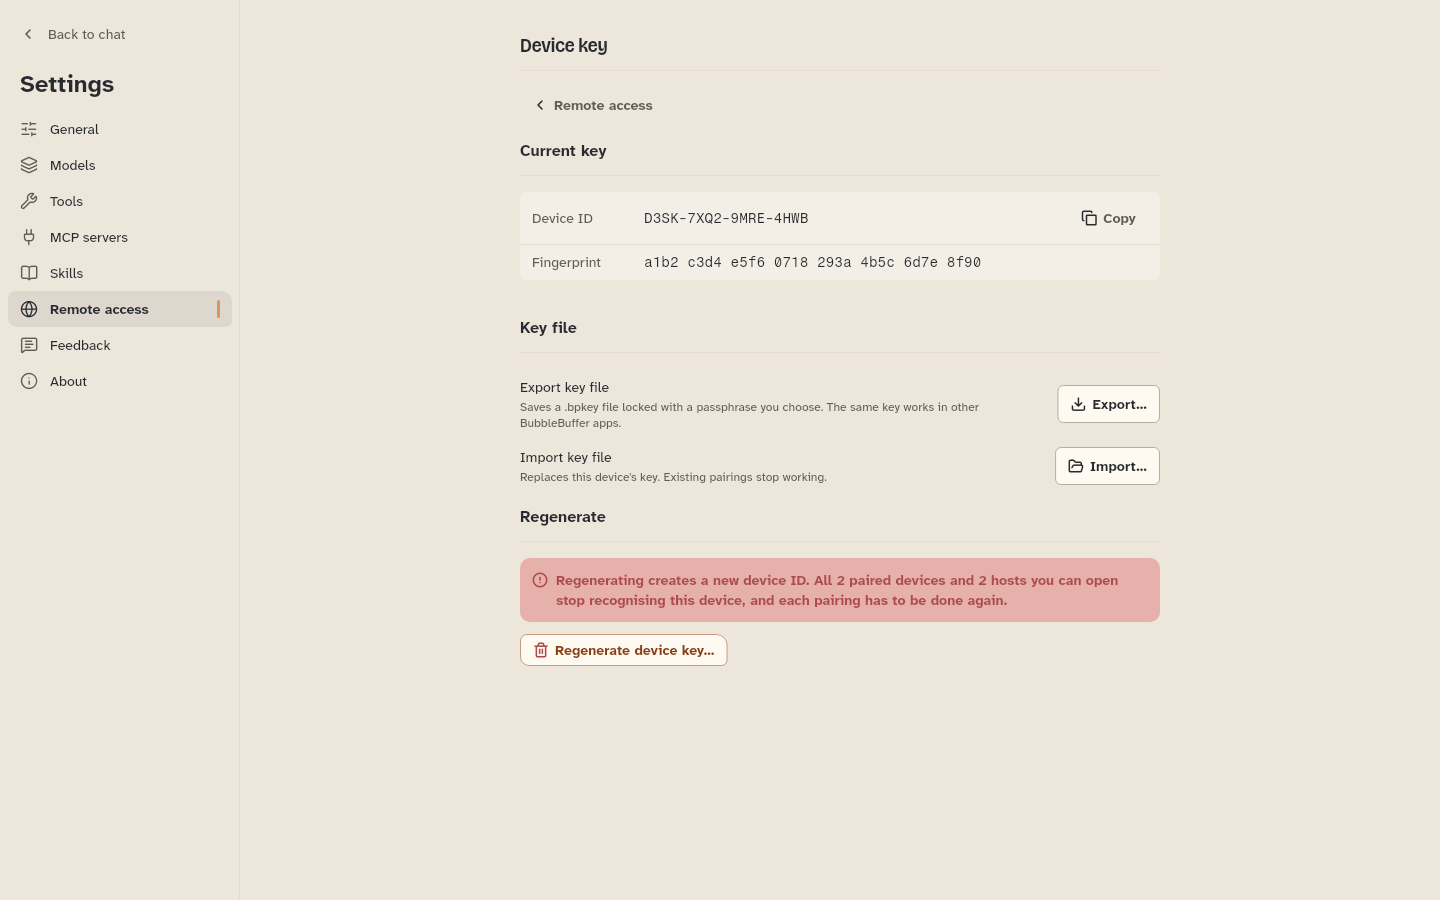 Back to chat
Settings
General
Models
Tools
MCP servers
Skills
Remote access
Feedback
About
Device key
Remote access
Current key
Device ID D3SK-7XQ2-9MRE-4HWB Copy
Fingerprint a1b2 c3d4 e5f6 0718 293a 4b5c 6d7e 8f90
Key file
Export key file
Saves a .bpkey file locked with a passphrase you choose. The same key works in other
BubbleBuffer apps.
Export...
Import key file
Replaces this device's key. Existing pairings stop working.
Import...
Regenerate
Regenerating creates a new device ID. All 2 paired devices and 2 hosts you can open
stop recognising this device, and each pairing has to be done again.
Regenerate device key...